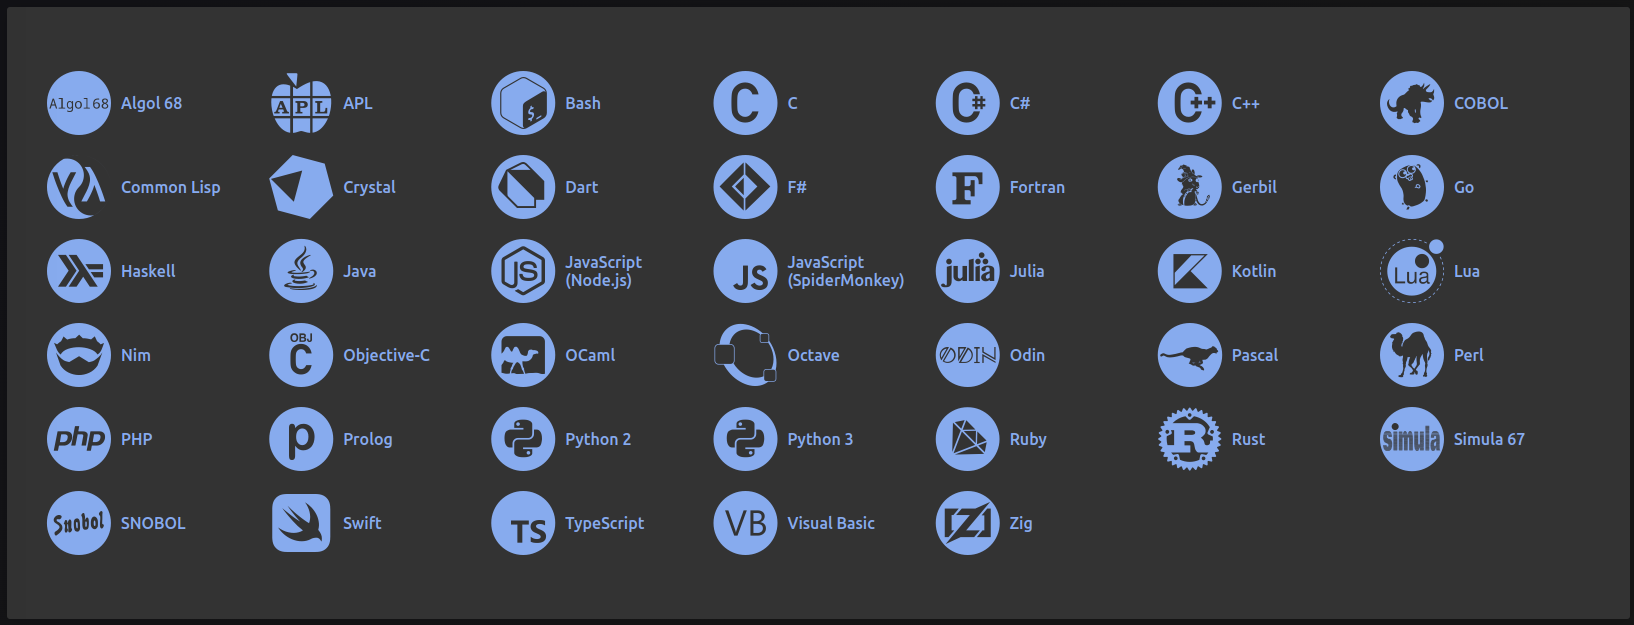 Algol68 Algol 68
APL APL
$_ Bash
C C
C# C#
C++ C++
COBOL
Common Lisp
Crystal
Dart
F#
F Fortran
Gerbil
Go
Haskell
Java
JS JavaScript
(Node.js)
JS JavaScript
(SpiderMonkey)
julia Julia
Kotlin
Lua Lua
Nim
OBJ
C Objective-C
OCaml
Octave
ODIN Odin
Pascal
Perl
php PHP
p Prolog
Python 2
Python 3
Ruby
R Rust
simula Simula 67
Snobol SNOBOL
Swift
TS TypeScript
VB Visual Basic
Z Zig